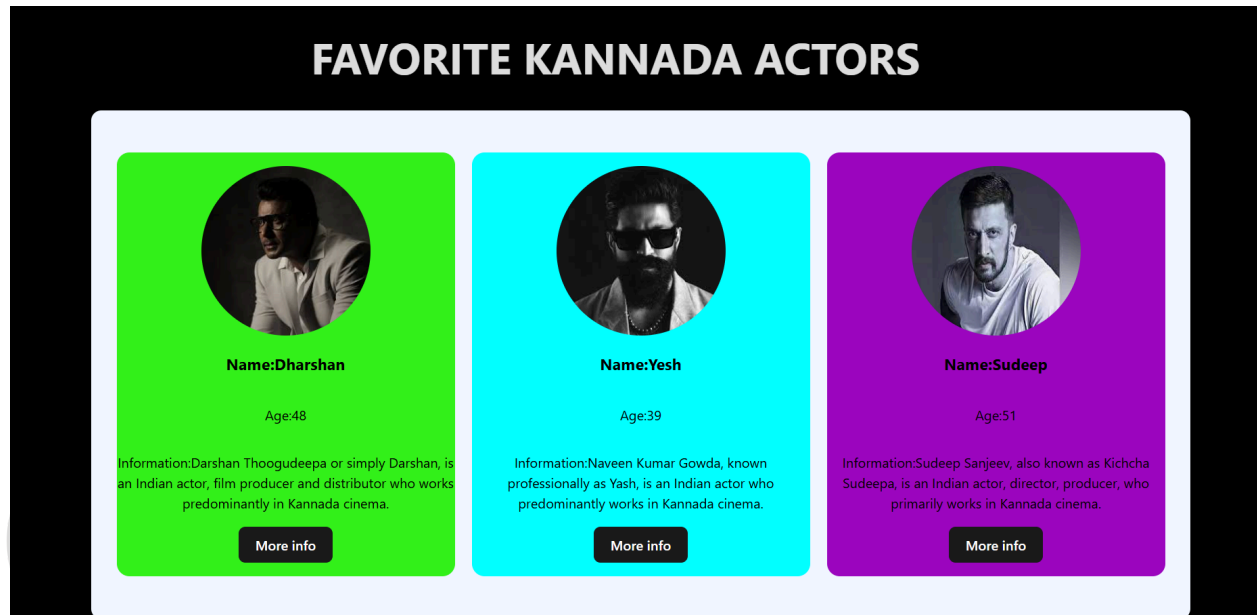 FAVORITE KANNADA ACTORS
Name:Dharshan
Age:48
Information:Darshan Thoogudeepa or simply Darshan, is
an Indian actor, film producer and distributor who works
predominantly in Kannada cinema.
More info
Name:Yesh
Age:39
Information:Naveen Kumar Gowda, known
professionally as Yash, is an Indian actor who
predominantly works in Kannada cinema.
More info
Name:Sudeep
Age:51
Information:Sudeep Sanjeev, also known as Kichcha
Sudeepa, is an Indian actor, director, producer, who
primarily works in Kannada cinema.
More info